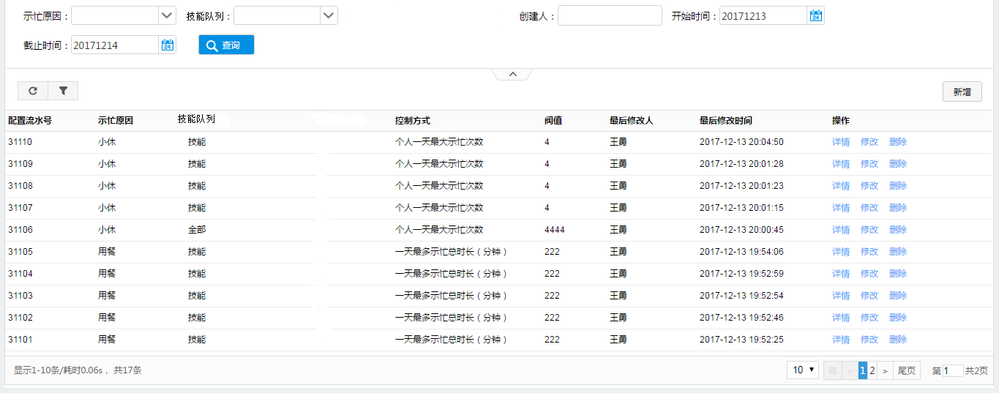 示忙原因： 技能队列： 创建人： 开始时间：20171213 24
截止时间：20171214 24 查询
新增
配置流水号 示忙原因 技能队列 控制方式 阀值 最后修改人 最后修改时间 操作
31110 小休 技能 个人一天最大示忙次数 4 王勇 2017-12-13 20:04:50 详情 修改 删除
31109 小休 技能 个人一天最大示忙次数 4 王勇 2017-12-13 20:01:28 详情 修改 删除
31108 小休 技能 个人一天最大示忙次数 4 王勇 2017-12-13 20:01:23 详情 修改 删除
31107 小休 技能 个人一天最大示忙次数 4 王勇 2017-12-13 20:01:15 详情 修改 删除
31106 小休 全部 个人一天最大示忙次数 4444 王勇 2017-12-13 20:00:45 详情 修改 删除
31105 用餐 技能 一天最多示忙总时长（分钟） 222 王勇 2017-12-13 19:54:06 详情 修改 删除
31104 用餐 技能 一天最多示忙总时长（分钟） 222 王勇 2017-12-13 19:52:59 详情 修改 删除
31103 用餐 技能 一天最多示忙总时长（分钟） 222 王勇 2017-12-13 19:52:54 详情 修改 删除
31102 用餐 技能 一天最多示忙总时长（分钟） 222 王勇 2017-12-13 19:52:46 详情 修改 删除
31101 用餐 技能 一天最多示忙总时长（分钟） 222 王勇 2017-12-13 19:52:25 详情 修改 删除
显示1-10条/耗时0.06s， 共17条 10 首 < 1 2 > 尾页 第1共2页